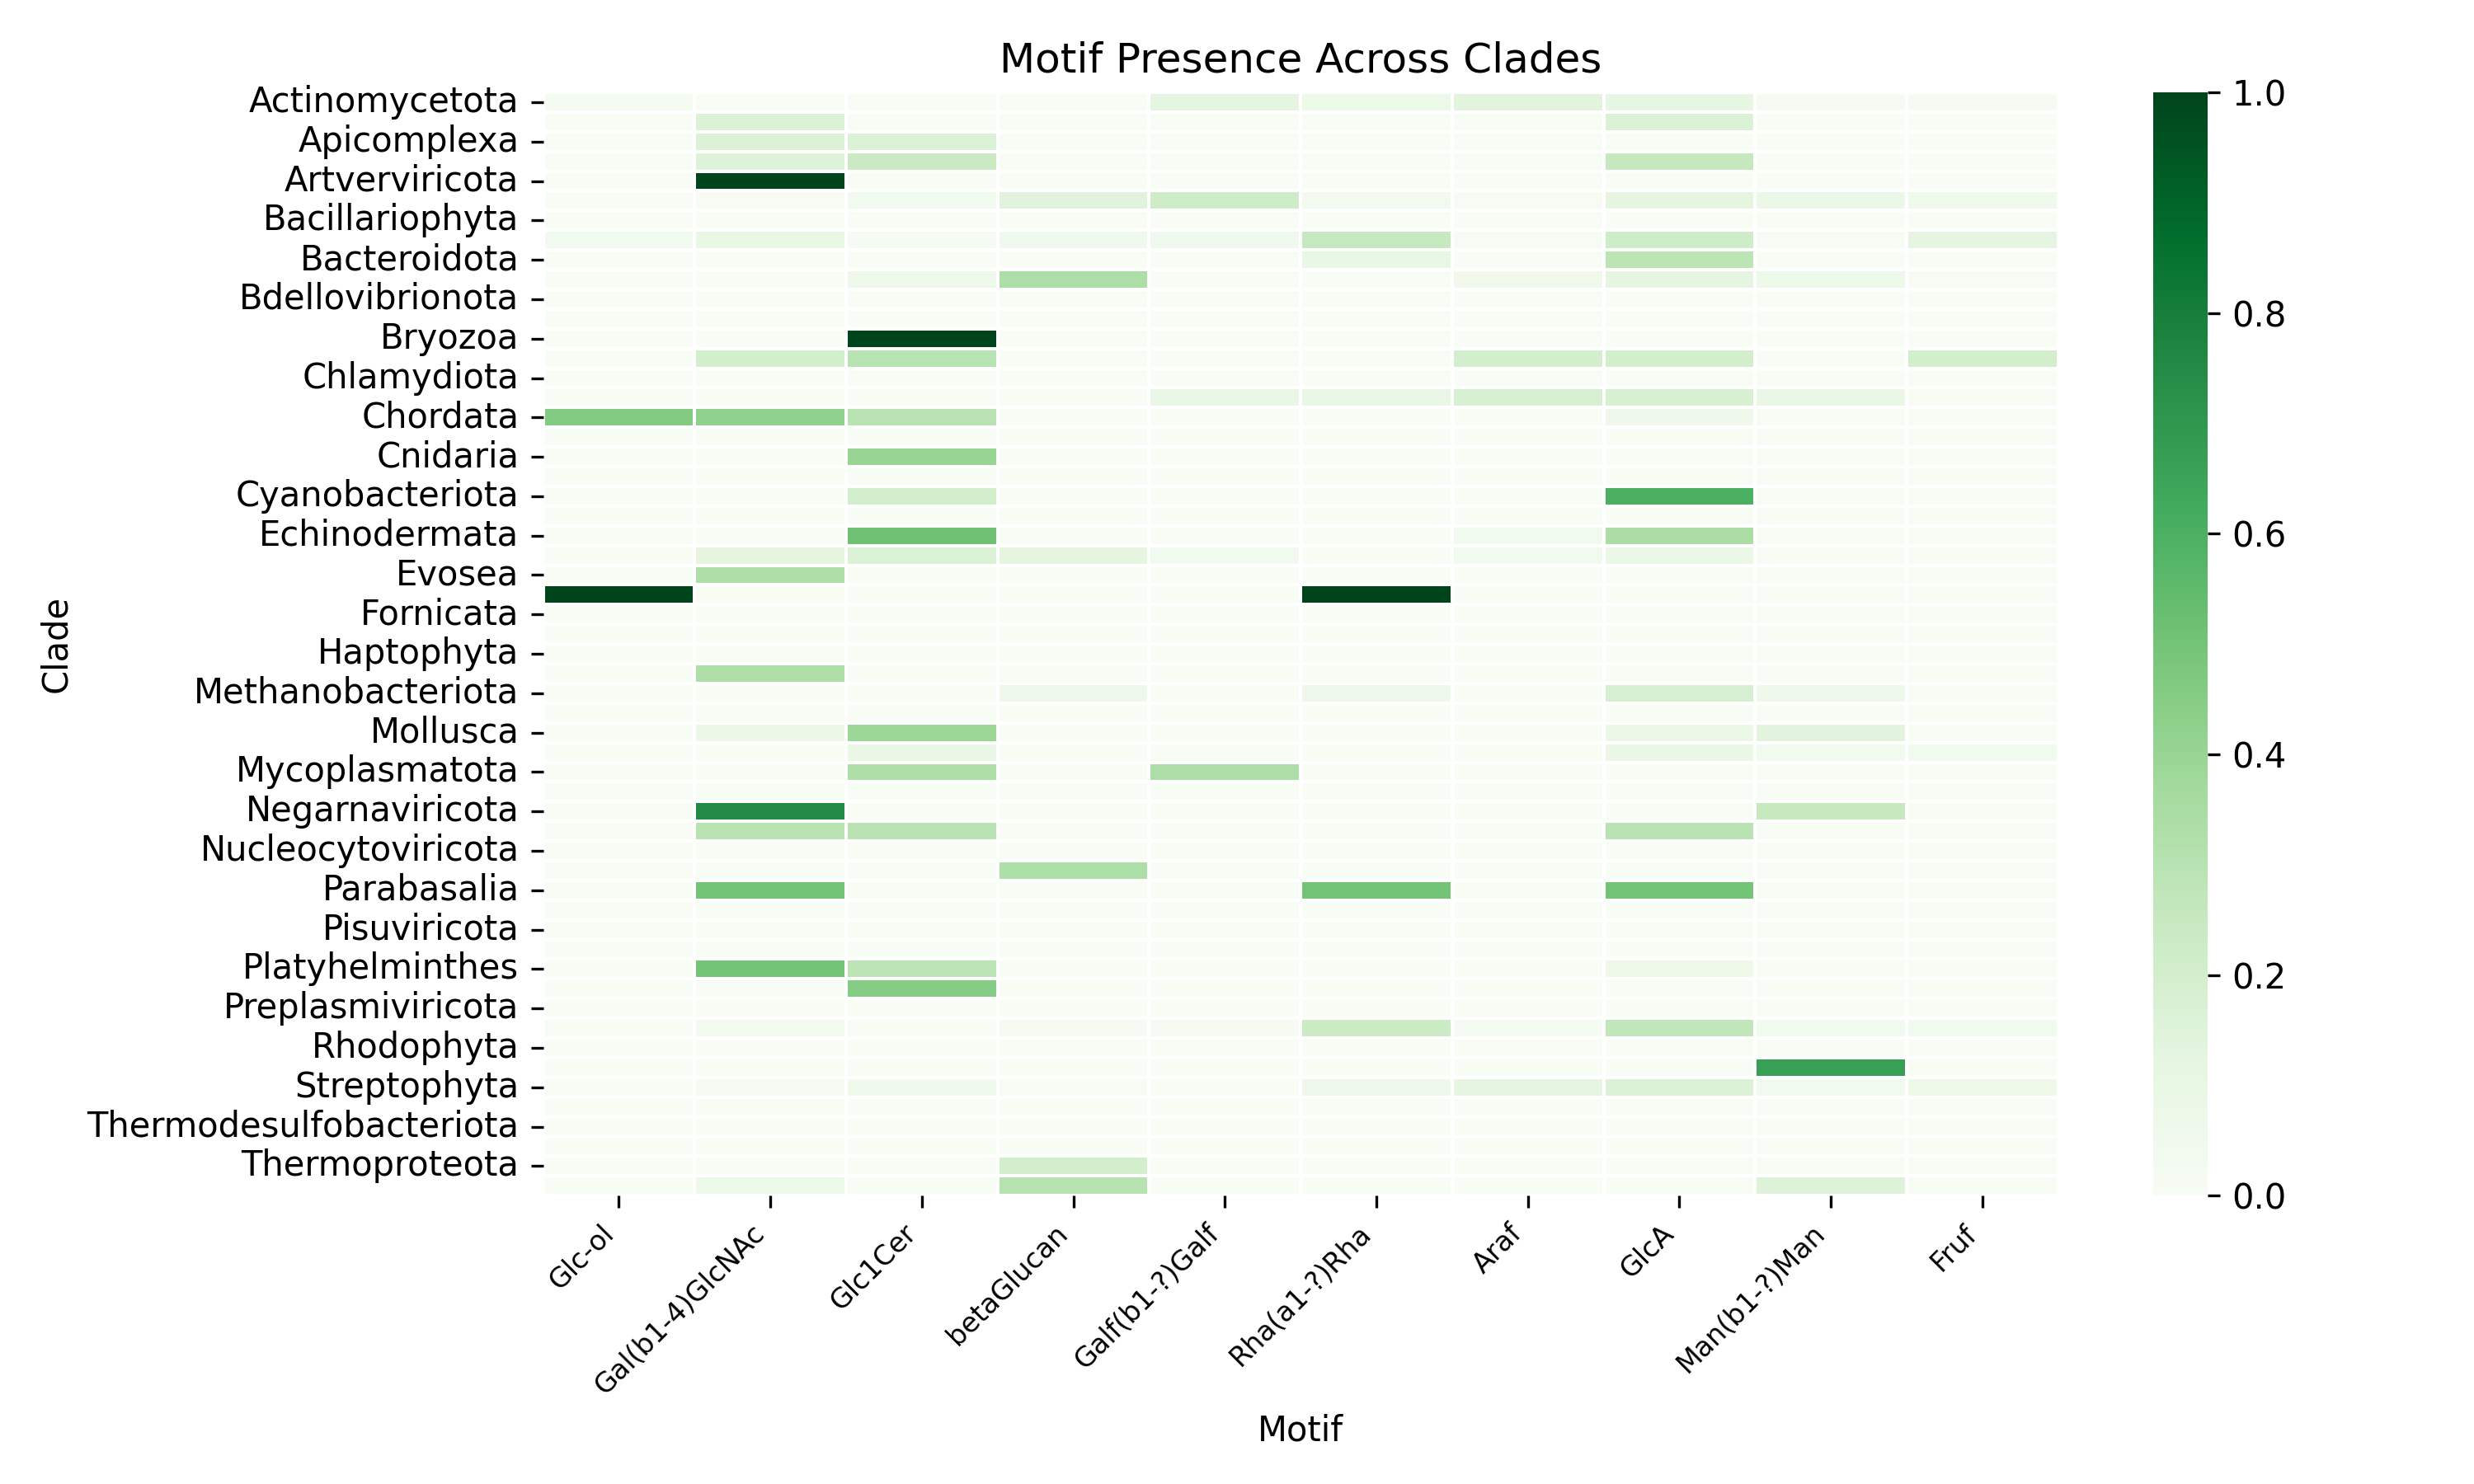 Motif Presence Across Clades
Actinomycetota
Apicomplexa
Artverviricota
Bacillariophyta
Bacteroidota
Bdellovibrionota
Bryozoa
Chlamydiota
Chordata
Cnidaria
Cyanobacteriota
Echinodermata
Evosea
Fornicata
Haptophyta
Methanobacteriota
Mollusca
Mycoplasmatota
Negarnaviricota
Nucleocytoviricota
Parabasalia
Pisuviricota
Platyhelminthes
Preplasmiviricota
Rhodophyta
Streptophyta
Thermodesulfobacteriota
Thermoproteota
Clade
Glc-ol
Gal(b1-4)GlcNAc
Glc1Cer
betaGlucan
Galf(b1-?)Galf
Rha(a1-?)Rha
Araf
GlcA
Man(b1-?)Man
Fruf
Motif
1.0
0.8
0.6
0.4
0.2
0.0